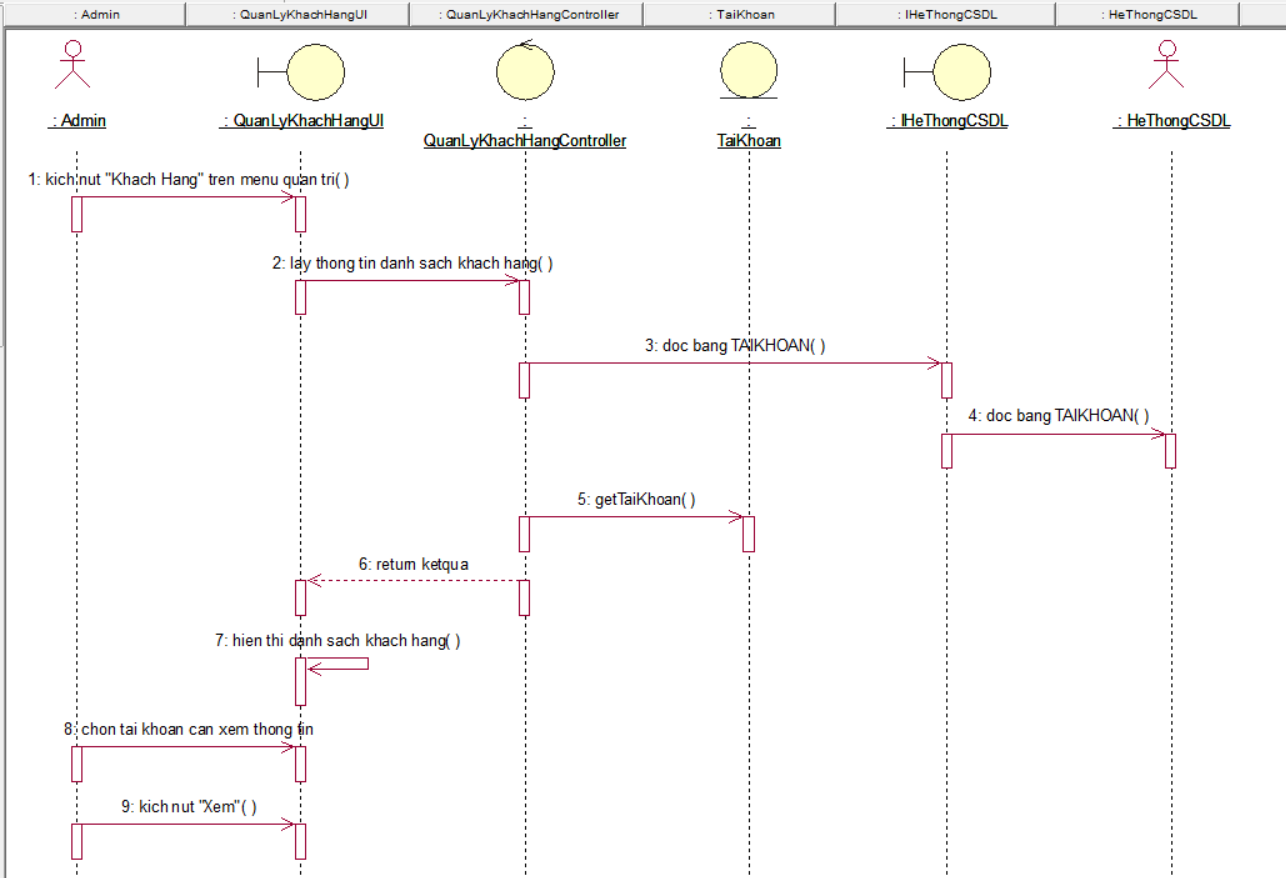 : Admin
: QuanLyKhachHangUI
: QuanLyKhachHangController
: TaiKhoan
: IHeThongCSDL
: HeThongCSDL
: Admin
: QuanLyKhachHangUI
:
QuanLyKhachHangController
:
TaiKhoan
: IHeThongCSDL
: HeThongCSDL
1: kich nut "Khach Hang" tren menu quan tri( )
2: lay thong tin danh sach khach hang( )
3: doc bang TAIKHOAN( )
4: doc bang TAIKHOAN( )
5: getTaiKhoan( )
6: return ketqua
7: hien thi danh sach khach hang( )
8: chon tai khoan can xem thong tin
9: kich nut "Xem"( )